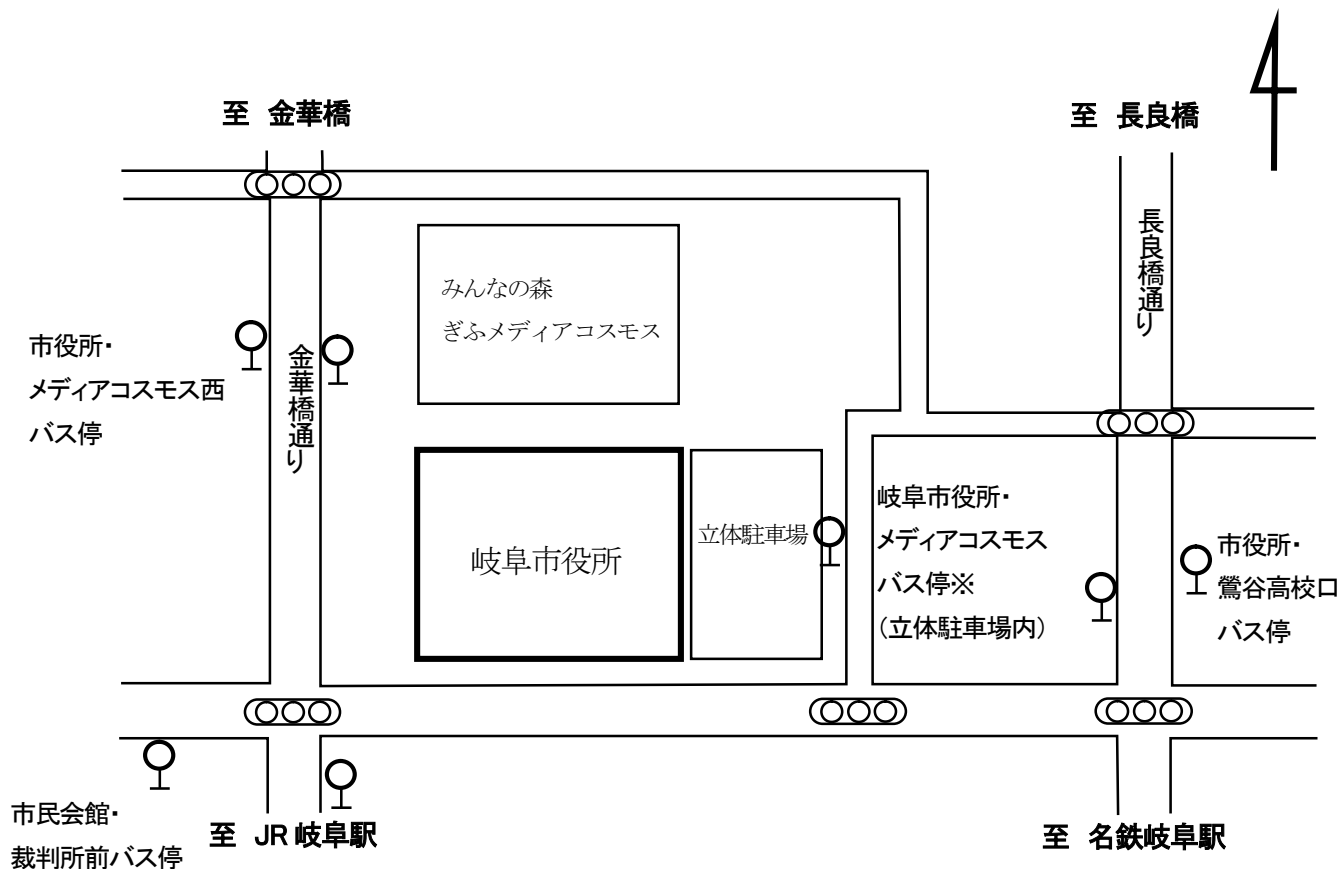 至 金華橋
至 長良橋
長良橋通り
みんなの森
ぎふメディアコスモス
市役所・
メディアコスモス西
バス停
金華橋通り
岐阜市役所
立体駐車場
岐阜市役所・
メディアコスモス
バス停※
(立体駐車場内)
市役所・
鶯谷高校口
バス停
市民会館・
裁判所前バス停
至 JR岐阜駅
至 名鉄岐阜駅